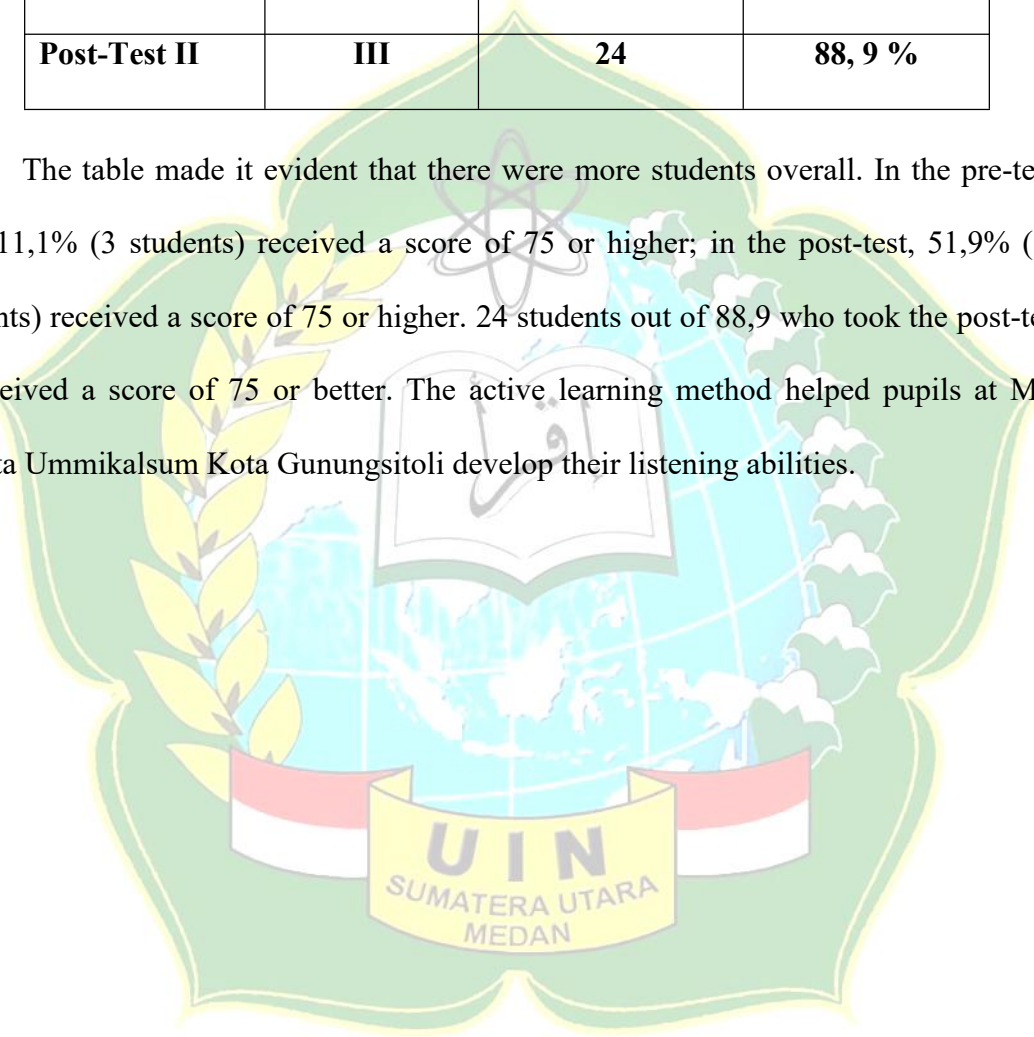 Post-Test II III 24 88, 9 %
The table made it evident that there were more students overall. In the pre-te
11,1% (3 students) received a score of 75 or higher; in the post-test, 51,9% (
nts) received a score of 75 or higher. 24 students out of 88,9 who took the post-te
eived a score of 75 or better. The active learning method helped pupils at M
ta Ummikalsum Kota Gunungsitoli develop their listening abilities.
اقرأ
UIN
SUMATERA UTARA
MEDAN